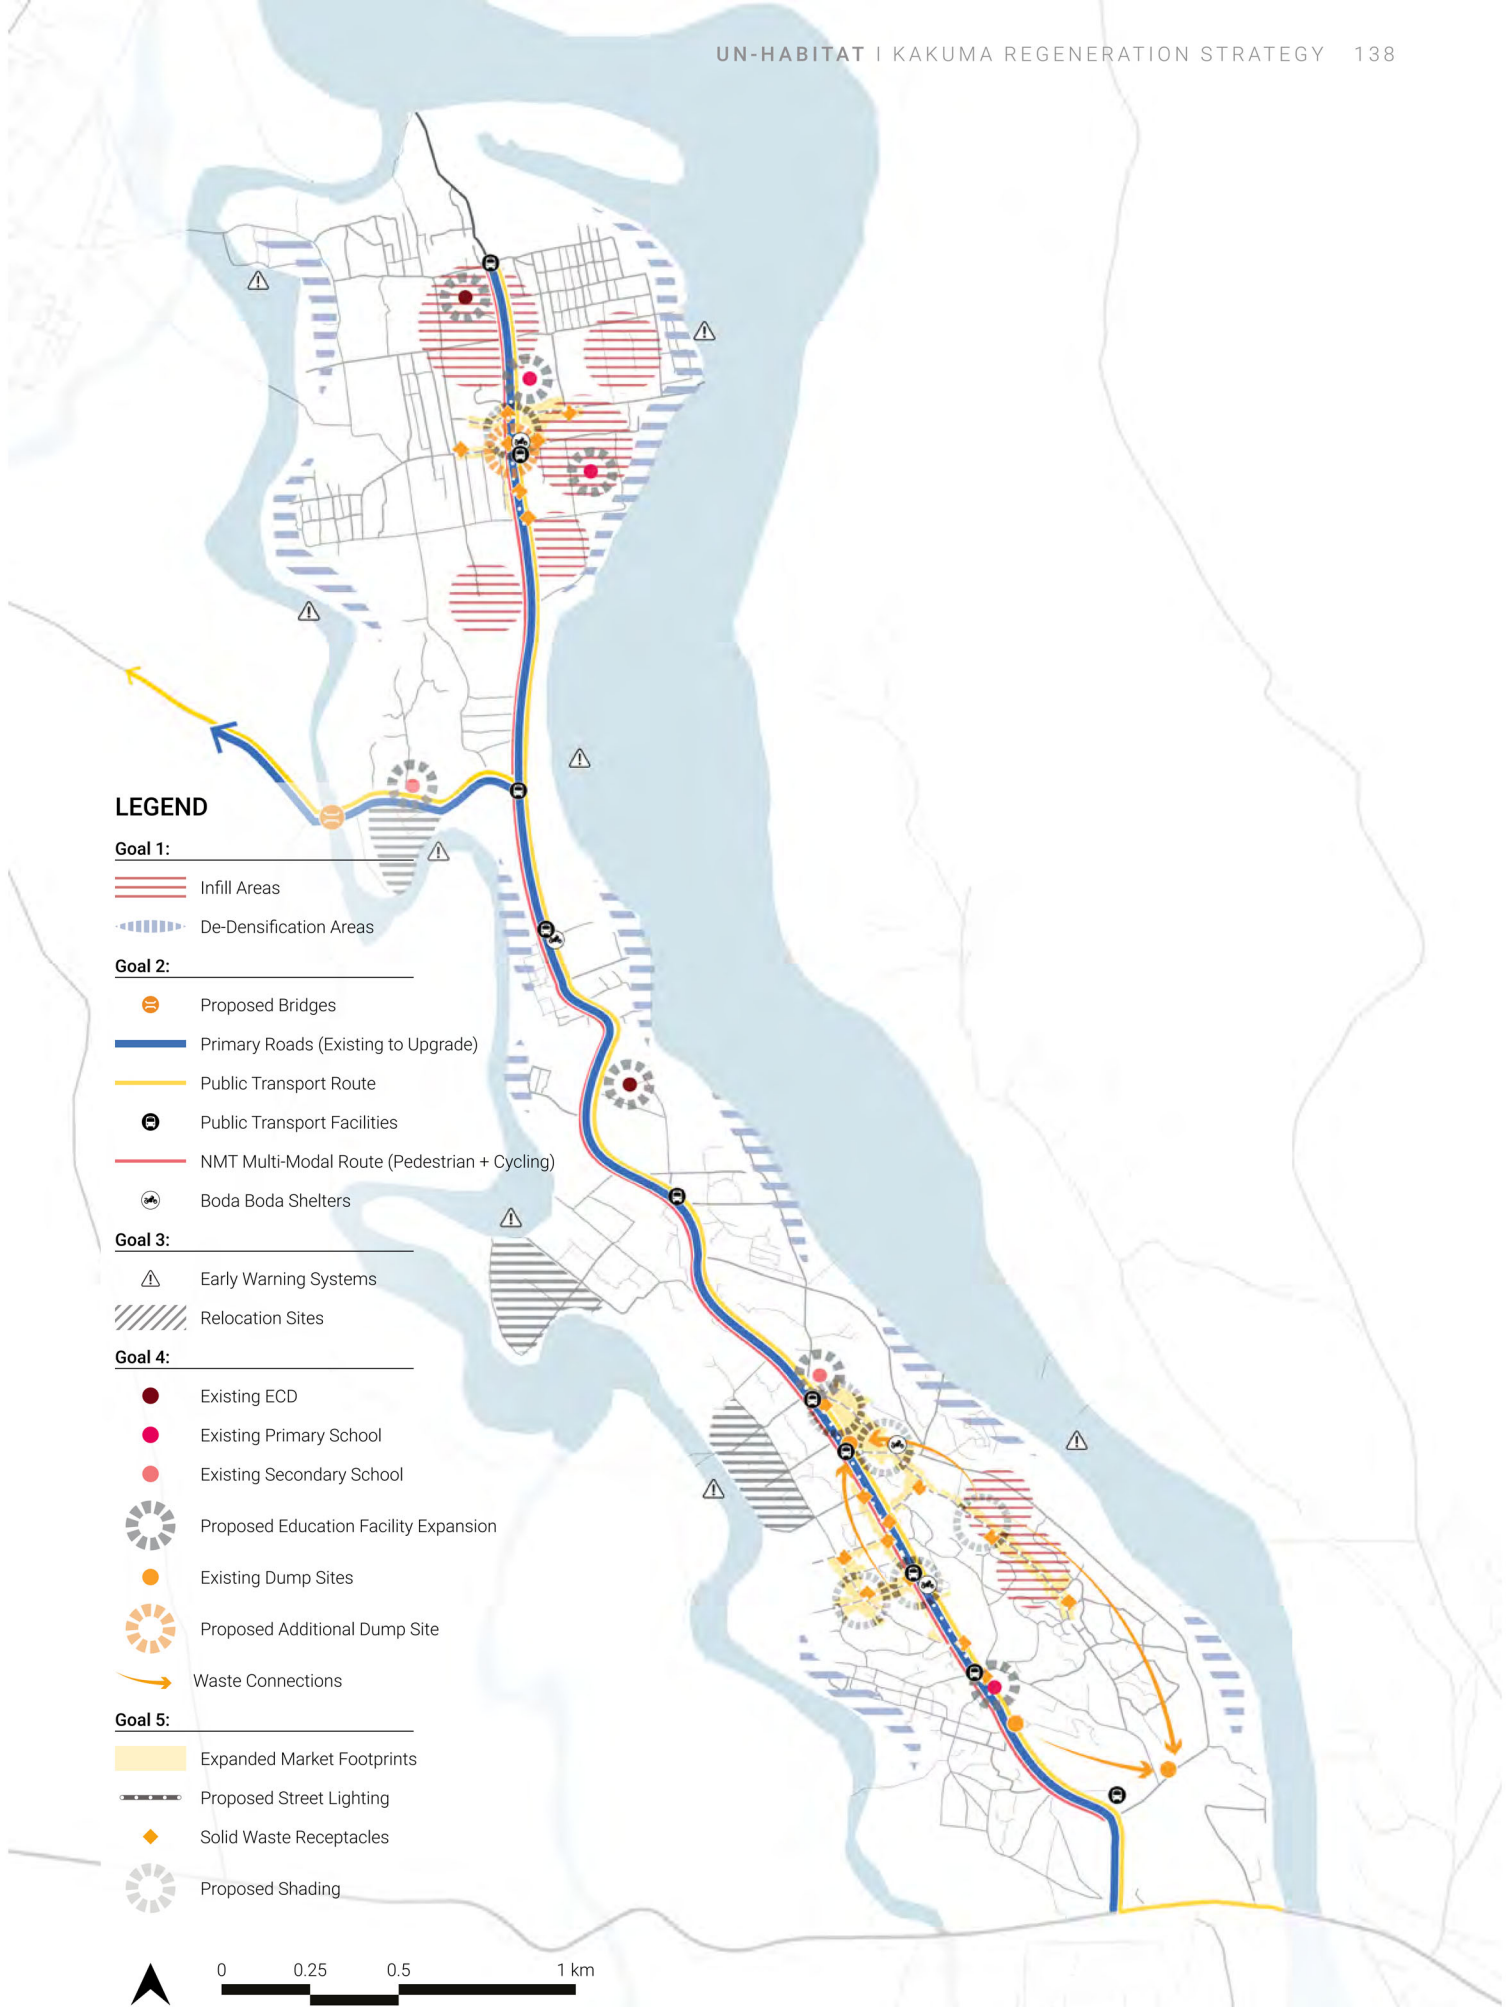 UN-HABITAT I KAKUMA REGENERATION STRATEGY 138
LEGEND
Goal 1:
Infill Areas
De-Densification Areas
Goal 2:
Proposed Bridges
Primary Roads (Existing to Upgrade)
Public Transport Route
Public Transport Facilities
NMT Multi-Modal Route (Pedestrian + Cycling)
Boda Boda Shelters
Goal 3:
Early Warning Systems
Relocation Sites
Goal 4:
Existing ECD
Existing Primary School
Existing Secondary School
Proposed Education Facility Expansion
Existing Dump Sites
Proposed Additional Dump Site
Waste Connections
Goal 5:
Expanded Market Footprints
Proposed Street Lighting
Solid Waste Receptacles
Proposed Shading
0 0.25 0.5 1 km